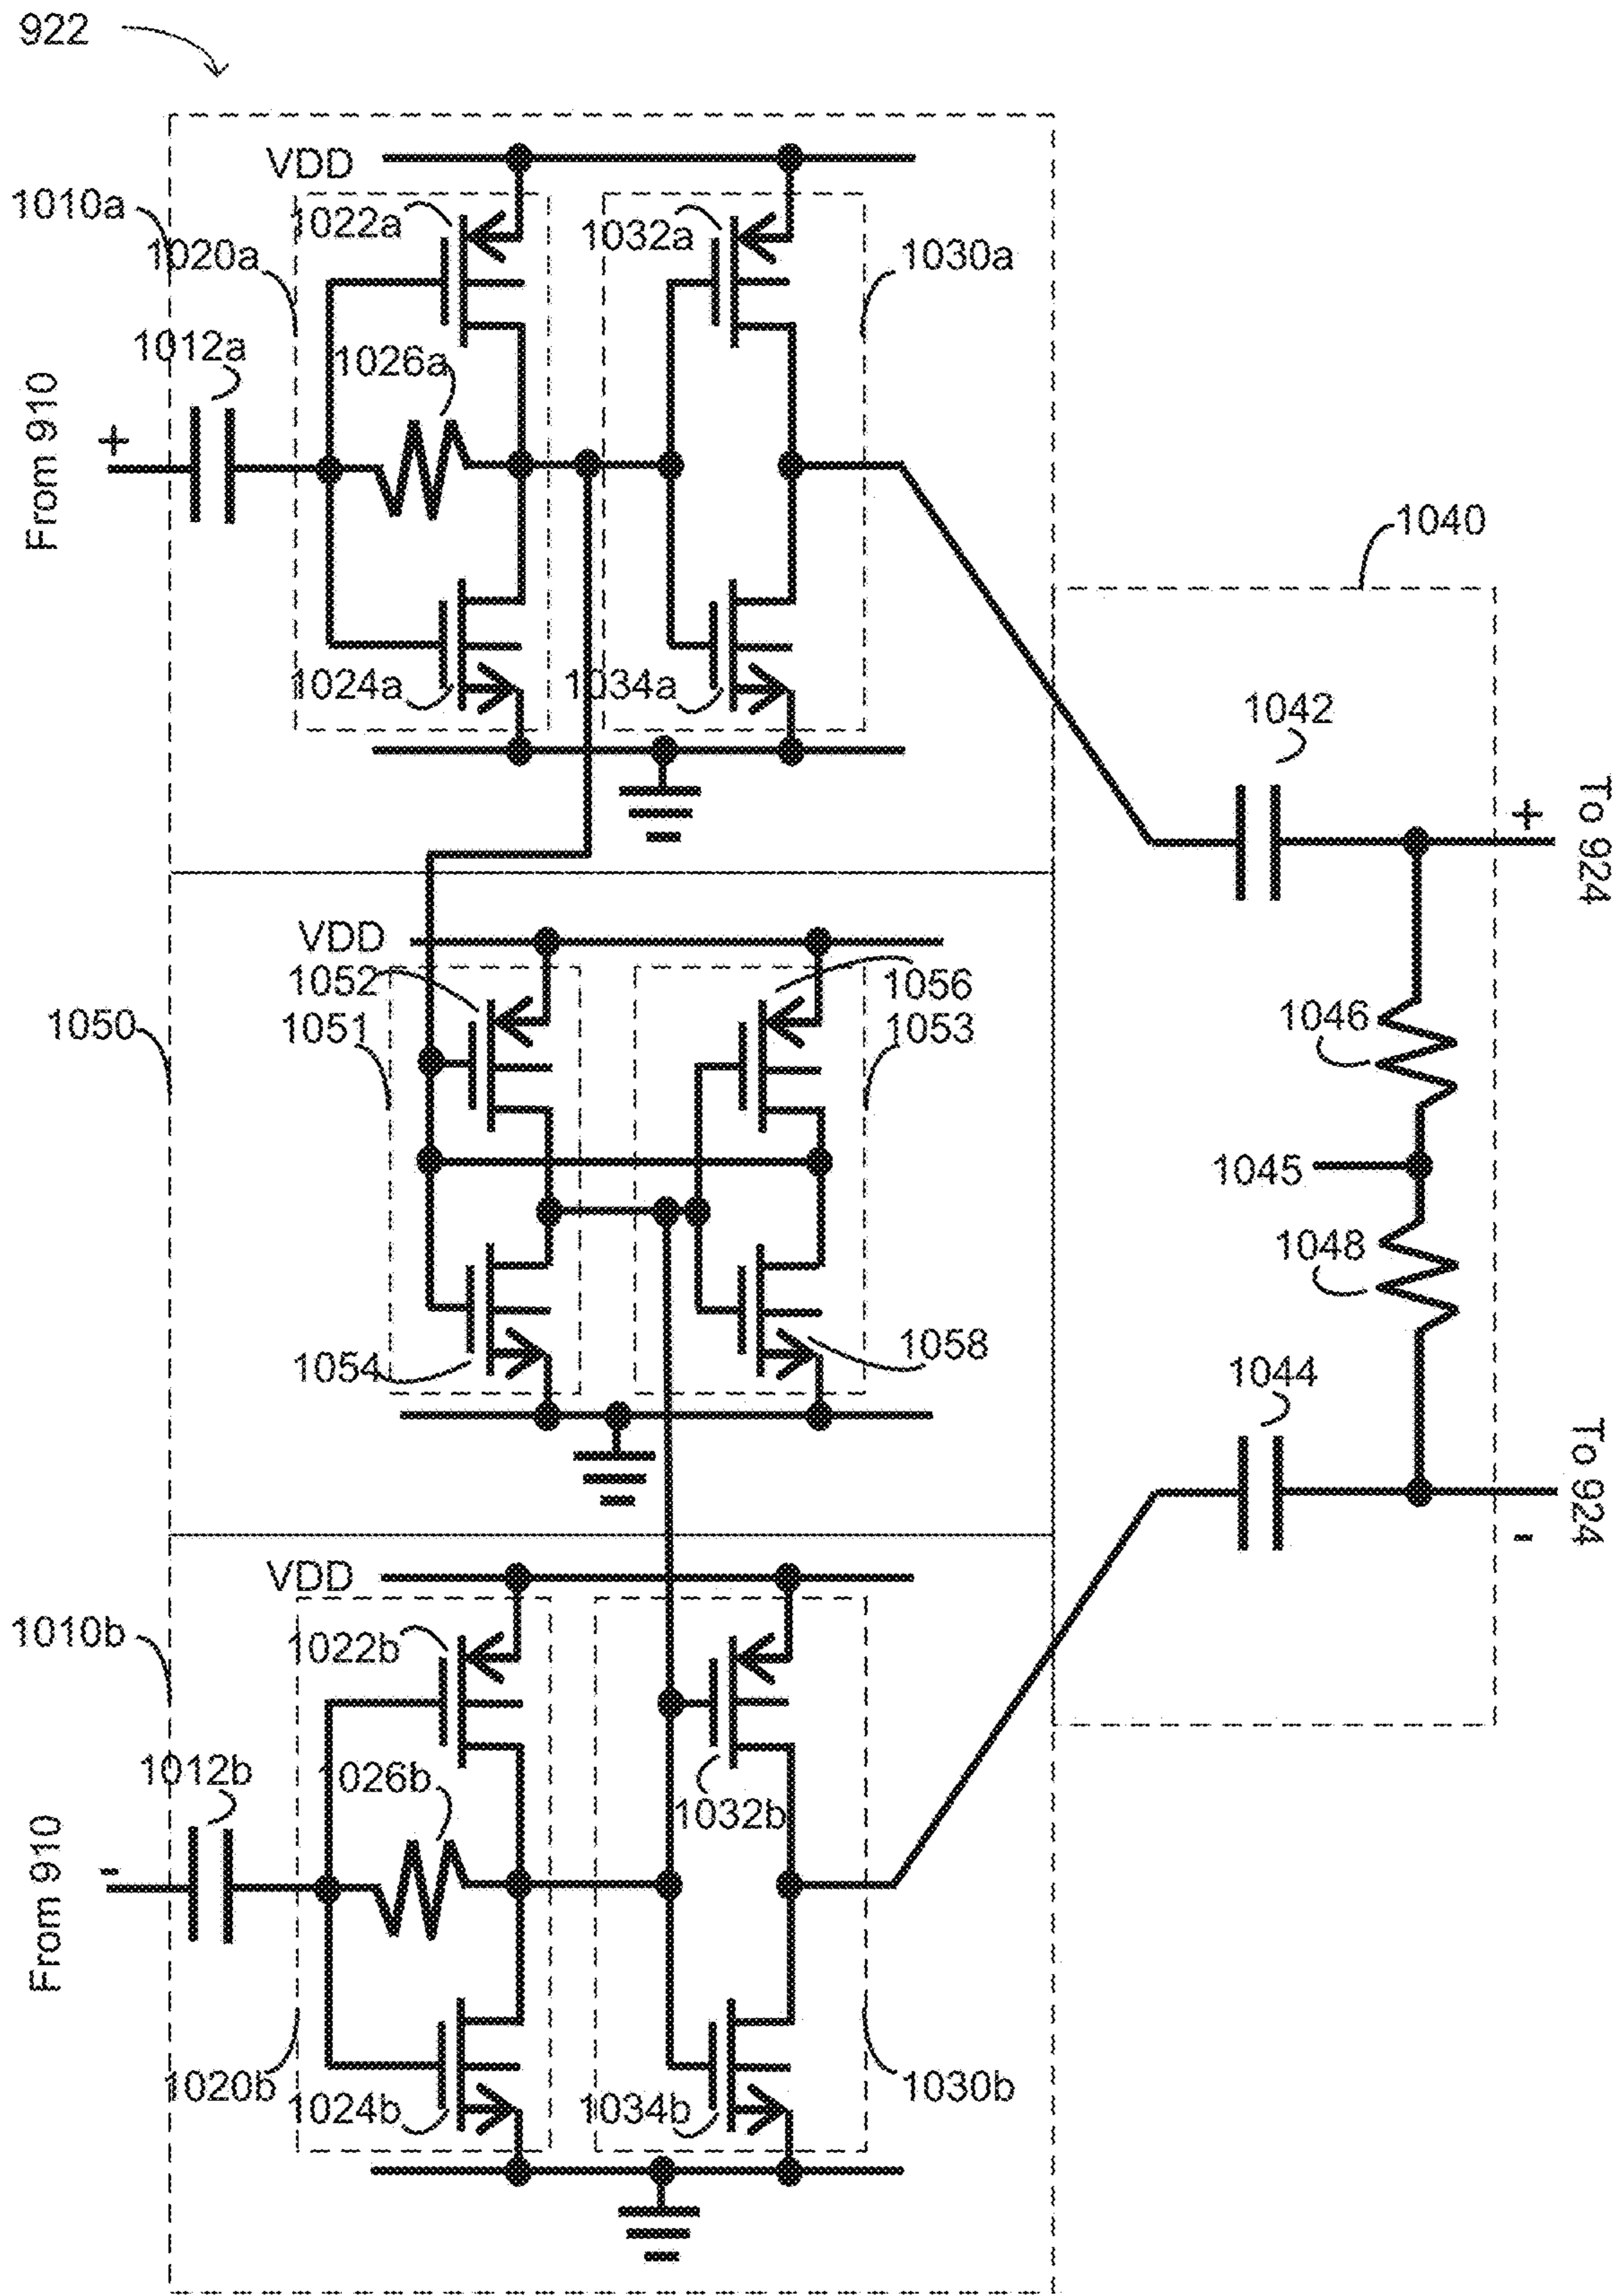 922
VDD
1010a
1020a
1022a
1032a
1030a
1012a
1026a
From 910
+
1024a
1034a
1040
1042
To 924
+
VDD
1052
1056
1050
1051
1053
1046
1045
1048
1054
1058
1044
To 924
-
VDD
1010b
1022b
1012b
1026b
1032b
From 910
-
1020b
1024b
1034b
1030b